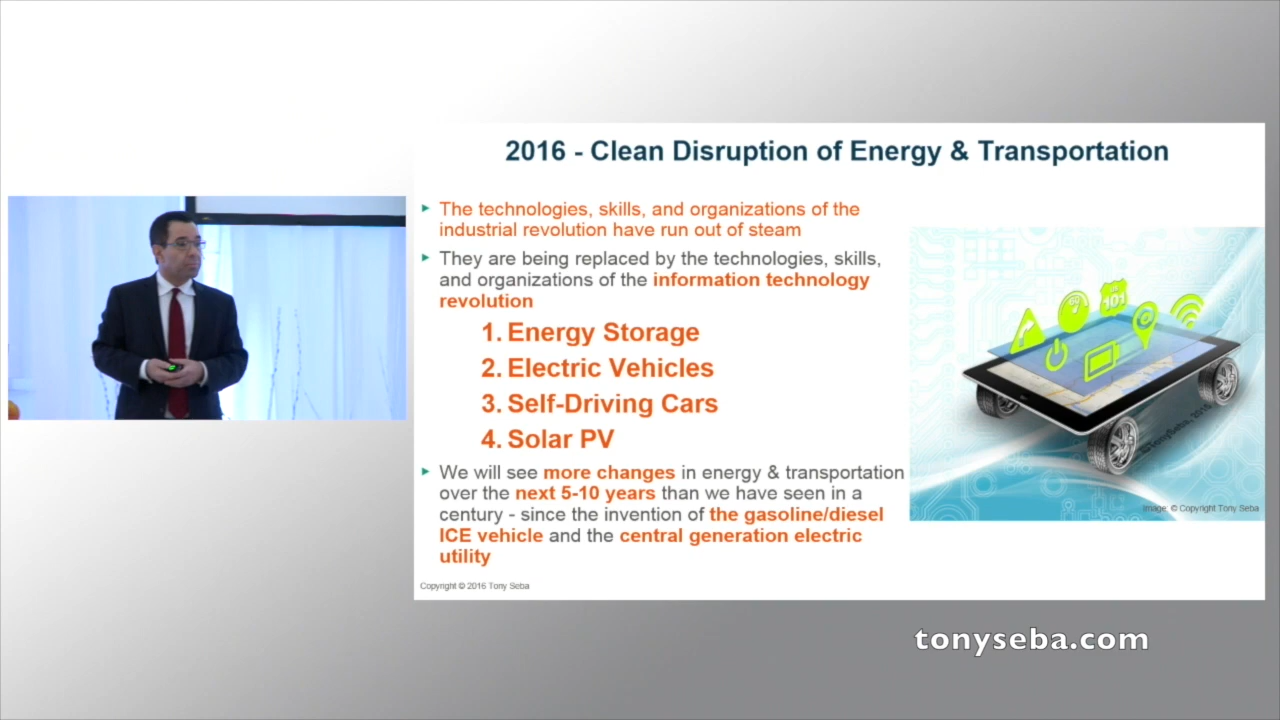 2016 - Clean Disruption of Energy & Transportation
The technologies, skills, and organizations of the
industrial revolution have run out of steam
They are being replaced by the technologies, skills,
and organizations of the information technology
revolution
1. Energy Storage
2. Electric Vehicles
3. Self-Driving Cars
4. Solar PV
We will see more changes in energy & transportation
over the next 5-10 years than we have seen in a
century - since the invention of the gasoline/diesel
ICE vehicle and the central generation electric
utility
101
©TonySeba, 2016
Image: © Copyright Tony Seba
Copyright © 2016 Tony Seba
tonyseba.com